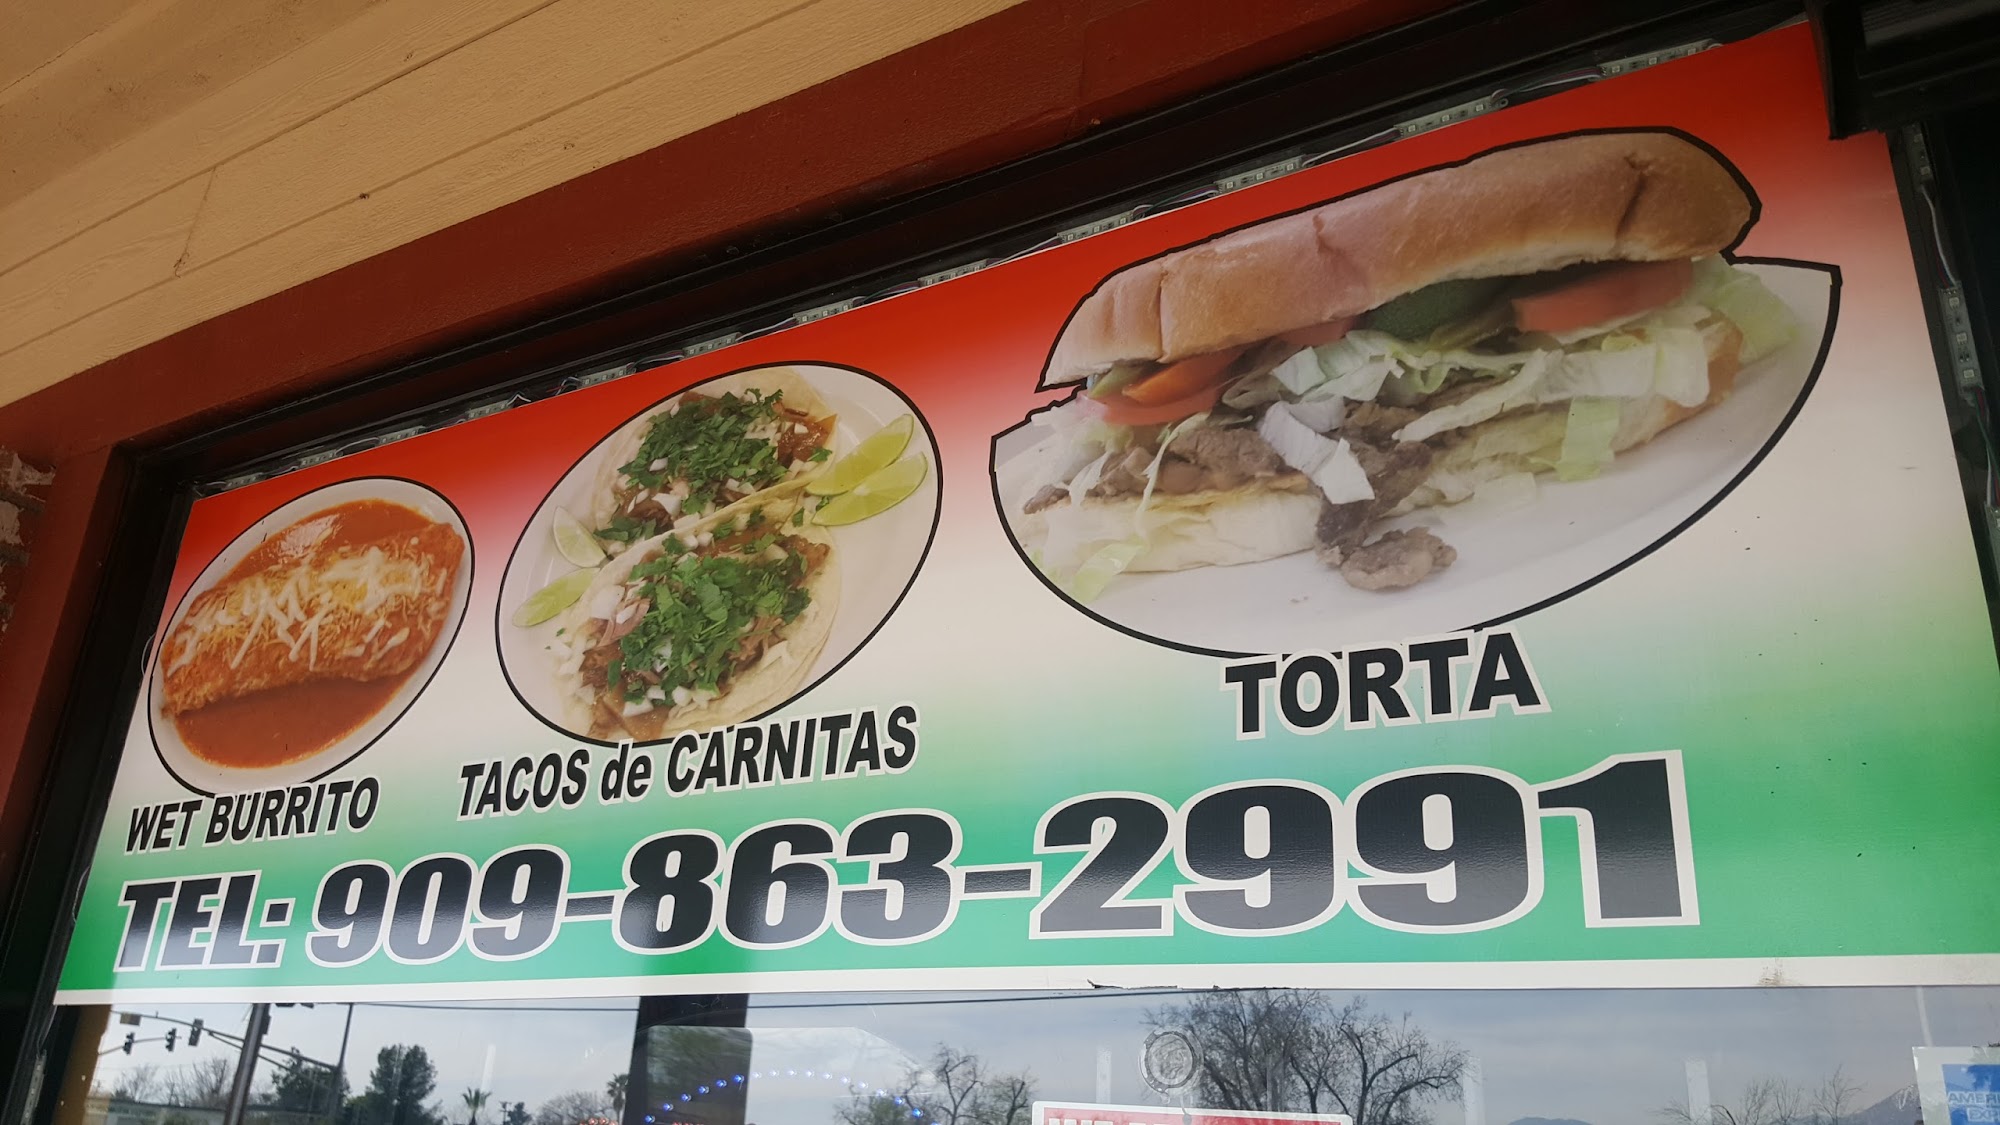 WET BURRITO
TACOS de CARNITAS
TORTA
TEL: 909-863-2991